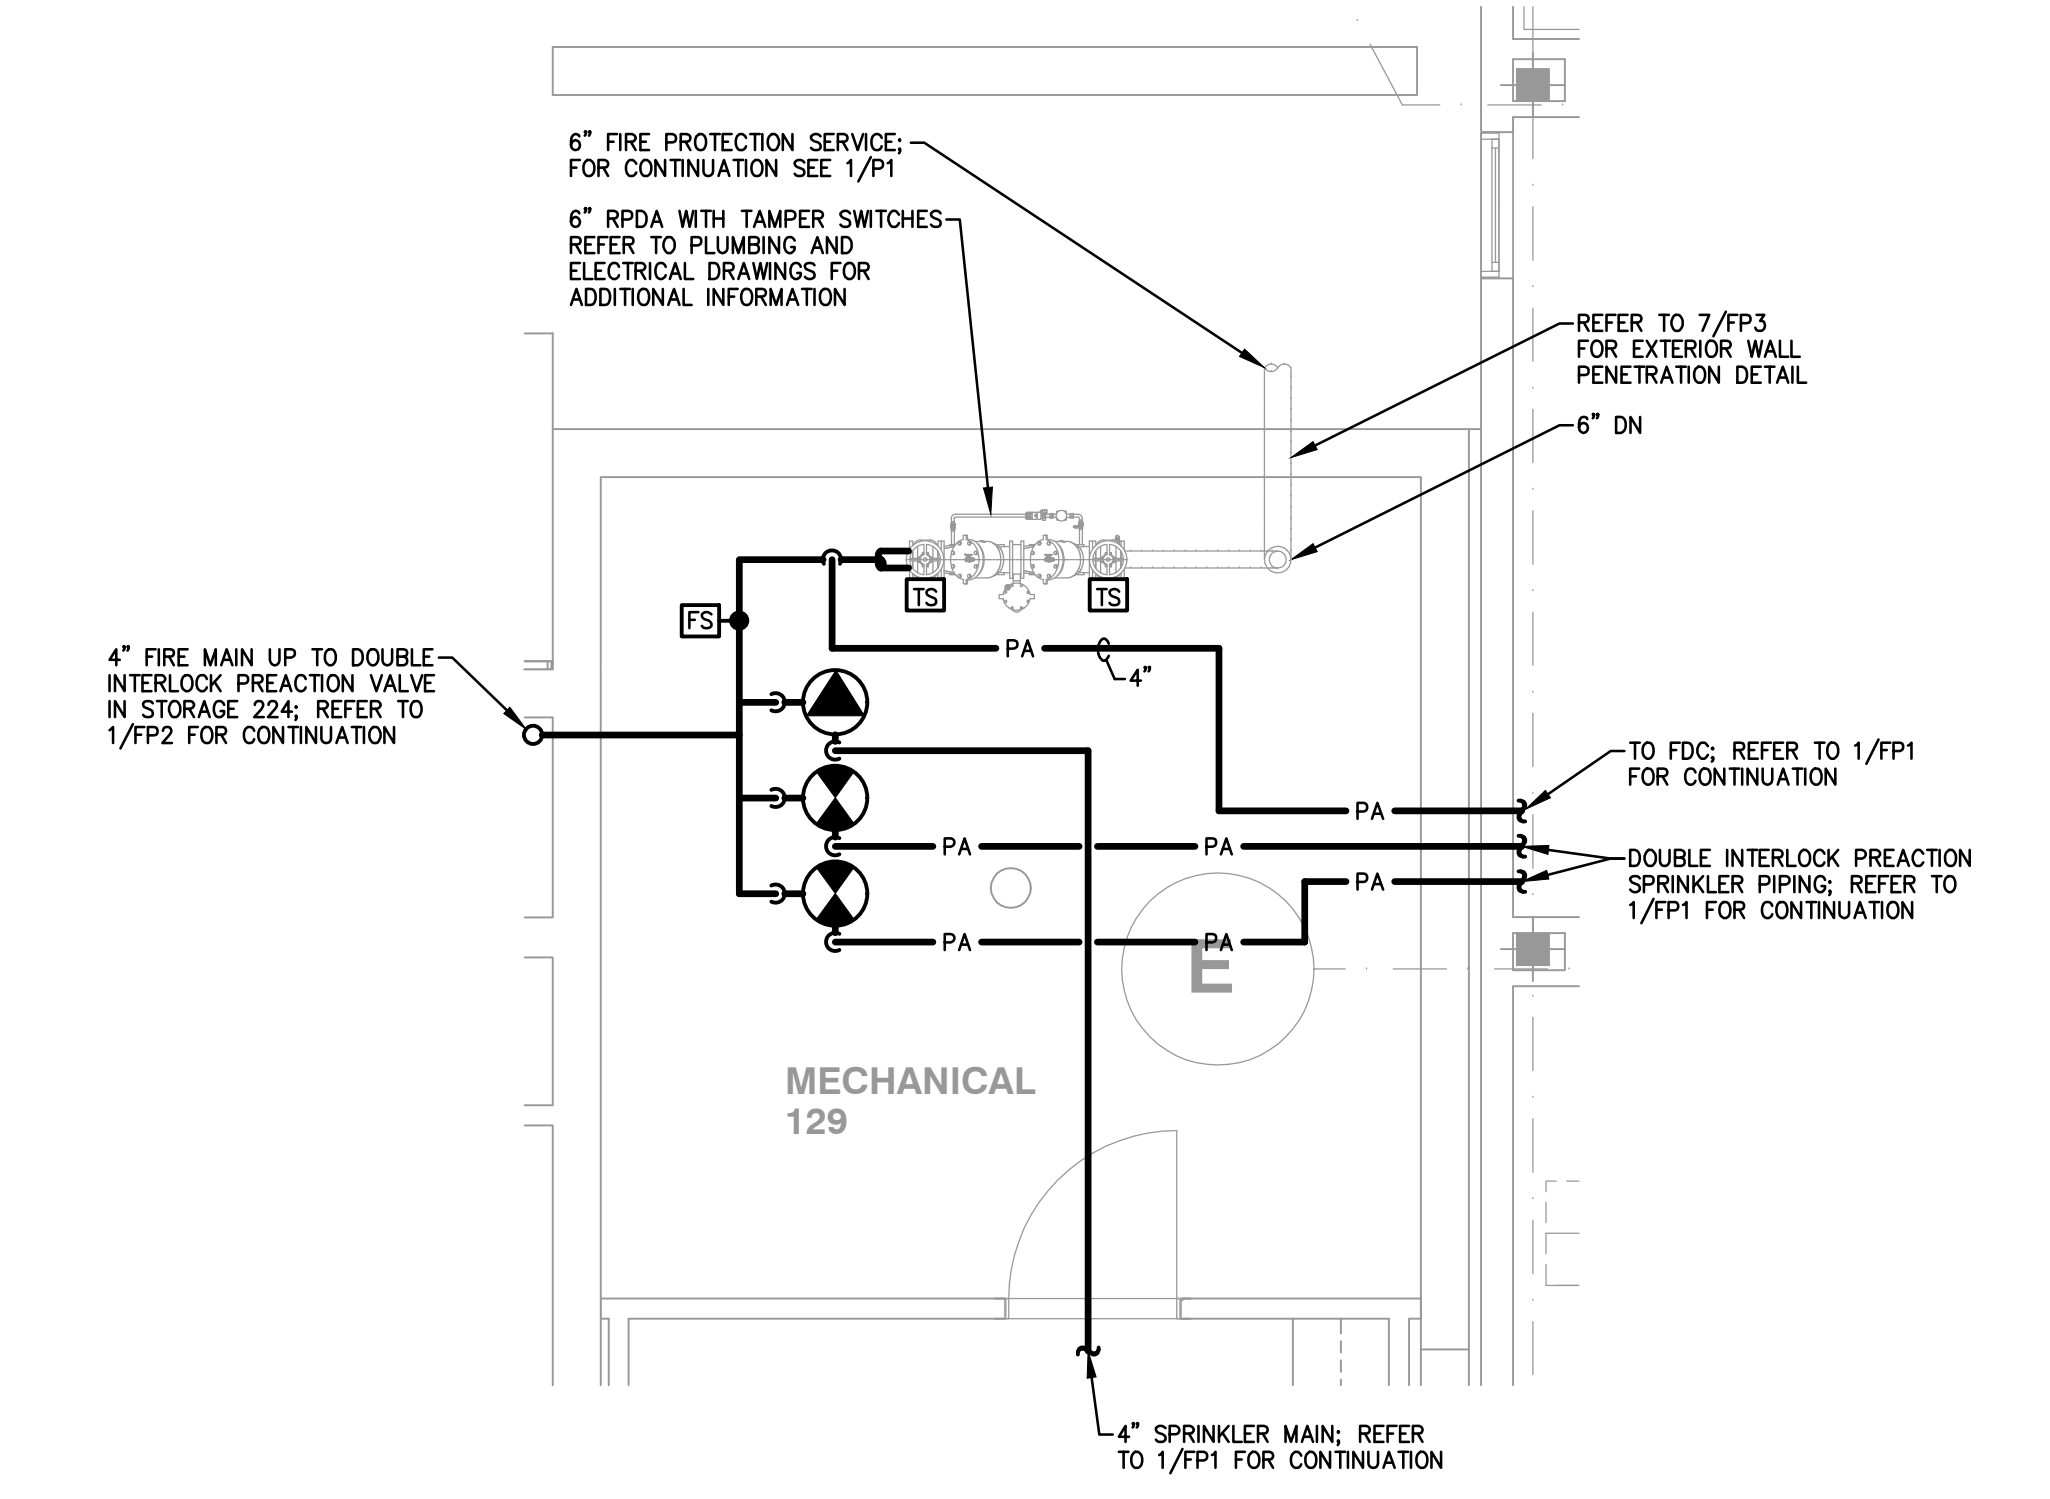 6” FIRE PROTECTION SERVICE;
FOR CONTINUATION SEE 1/P1
6” RPDA WITH TAMPER SWITCHES
REFER TO PLUMBING AND
ELECTRICAL DRAWINGS FOR
ADDITIONAL INFORMATION
REFER TO 7/FP3
FOR EXTERIOR WALL
PENETRATION DETAIL
6” DN
TS
TS
FS
4” FIRE MAIN UP TO DOUBLE
INTERLOCK PREACTION VALVE
IN STORAGE 224; REFER TO
1/FP2 FOR CONTINUATION
PA
4”
TO FDC; REFER TO 1/FP1
FOR CONTINUATION
PA
PA
PA
DOUBLE INTERLOCK PREACTION
SPRINKLER PIPING; REFER TO
1/FP1 FOR CONTINUATION
PA
PA
PA
E
MECHANICAL
129
4” SPRINKLER MAIN; REFER
TO 1/FP1 FOR CONTINUATION